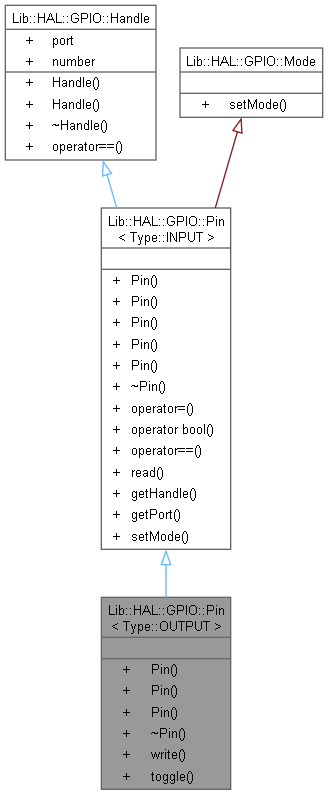 Lib::HAL::GPIO::Handle
+ port
+ number
+ Handle()
+ Handle()
+ ~Handle()
+ operator==()
Lib::HAL::GPIO::Mode
+ setMode()
Lib::HAL::GPIO::Pin
< Type::INPUT >
+ Pin()
+ Pin()
+ Pin()
+ Pin()
+ Pin()
+ ~Pin()
+ operator=()
+ operator bool()
+ operator==()
+ read()
+ getHandle()
+ getPort()
+ setMode()
Lib::HAL::GPIO::Pin
< Type::OUTPUT >
+ Pin()
+ Pin()
+ Pin()
+ ~Pin()
+ write()
+ toggle()